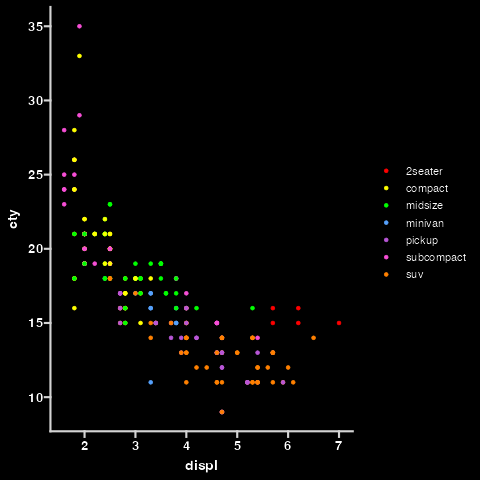 35
30
25
20
15
10
cty
2
3
4
5
6
7
displ
2seater
compact
midsize
minivan
pickup
subcompact
suv